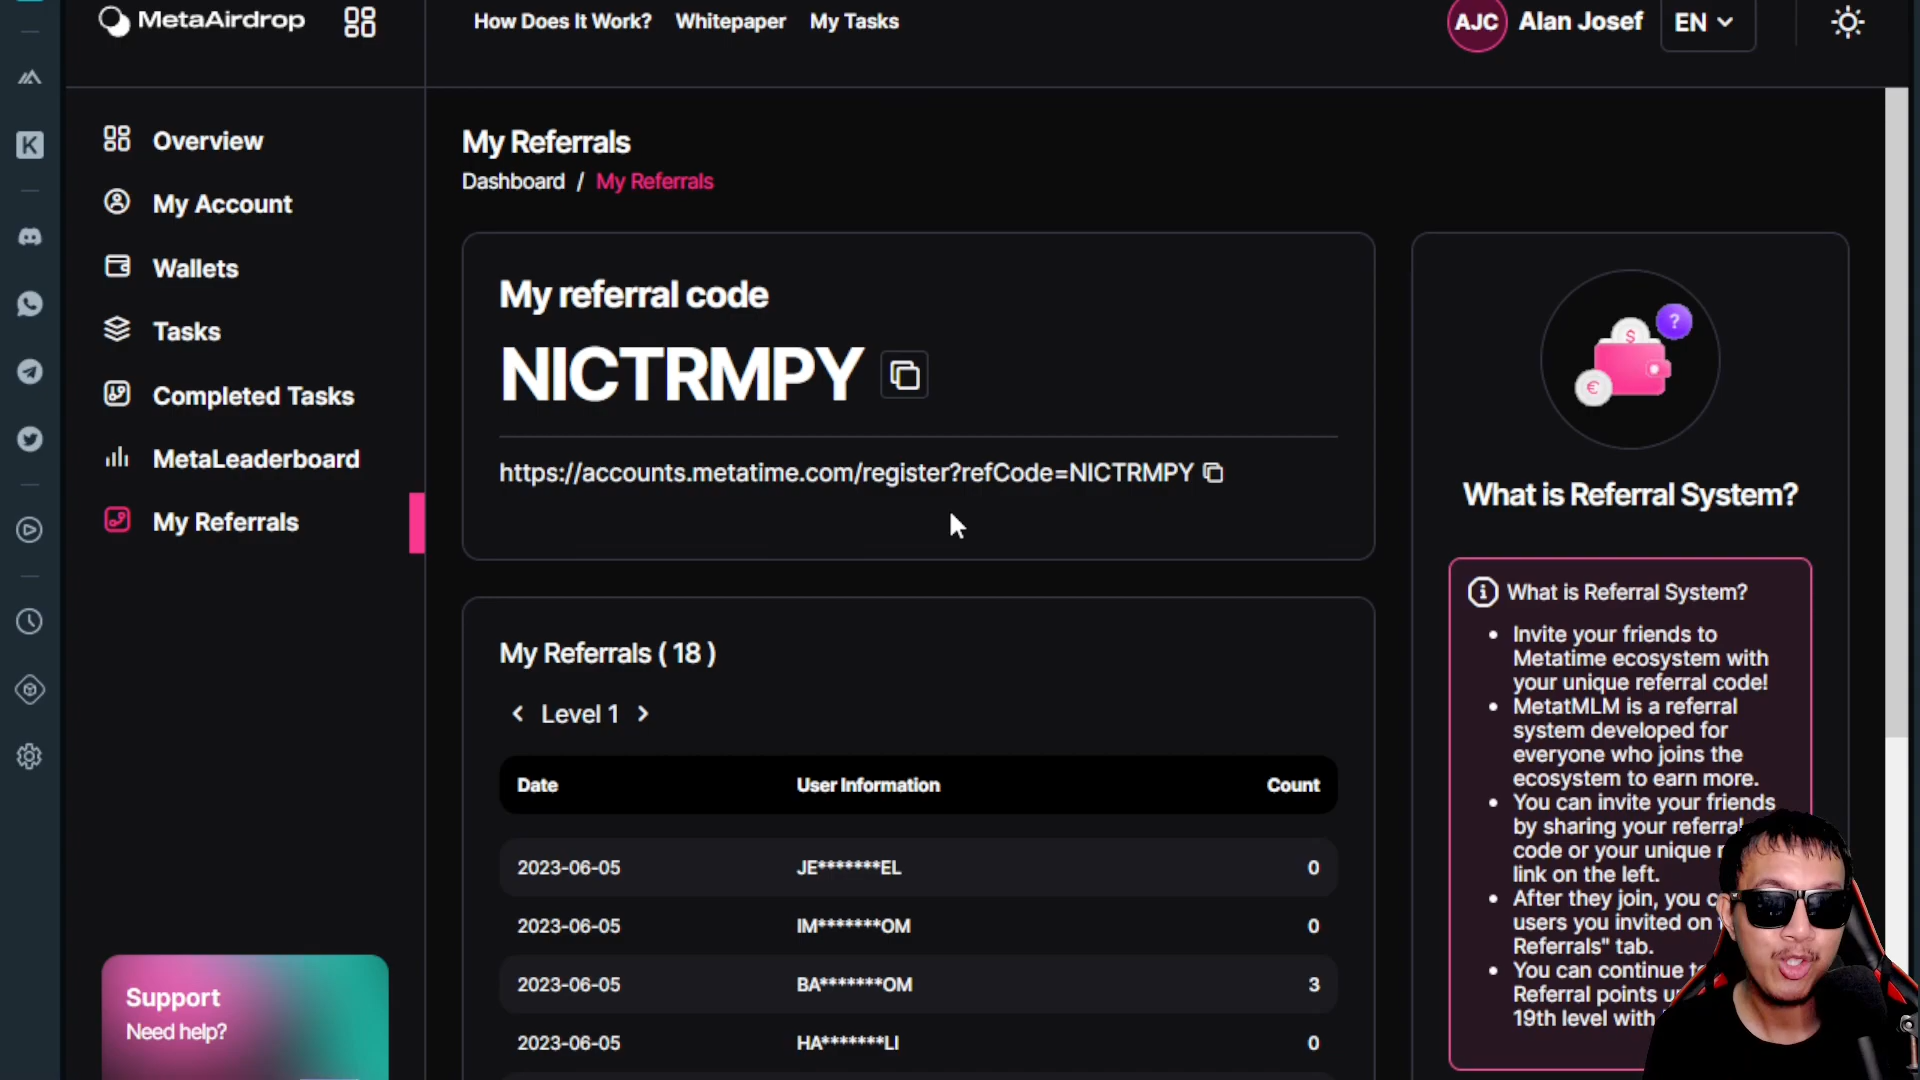 MetaAirdrop
How Does It Work? Whitepaper My Tasks
AJC Alan Josef EN
Overview
My Account
Wallets
Tasks
Completed Tasks
MetaLeaderboard
My Referrals
Support
Need help?
My Referrals
Dashboard / My Referrals
My referral code
NICTRMPY
https://accounts.metatime.com/register?refCode=NICTRMPY
My Referrals ( 18 )
Level 1
Date User Information Count
2023-06-05 JE*******EL 0
2023-06-05 IM*******OM 0
2023-06-05 BA*******OM 3
2023-06-05 HA*******LI 0
What is Referral System?
What is Referral System?
Invite your friends to
Metatime ecosystem with
your unique referral code!
MetatMLM is a referral
system developed for
everyone who joins the
ecosystem to earn more.
You can invite your friends
by sharing your referral
code or your unique
link on the left.
After they join, you
users you invited on
Referrals" tab.
You can continue
Referral points
19th level with